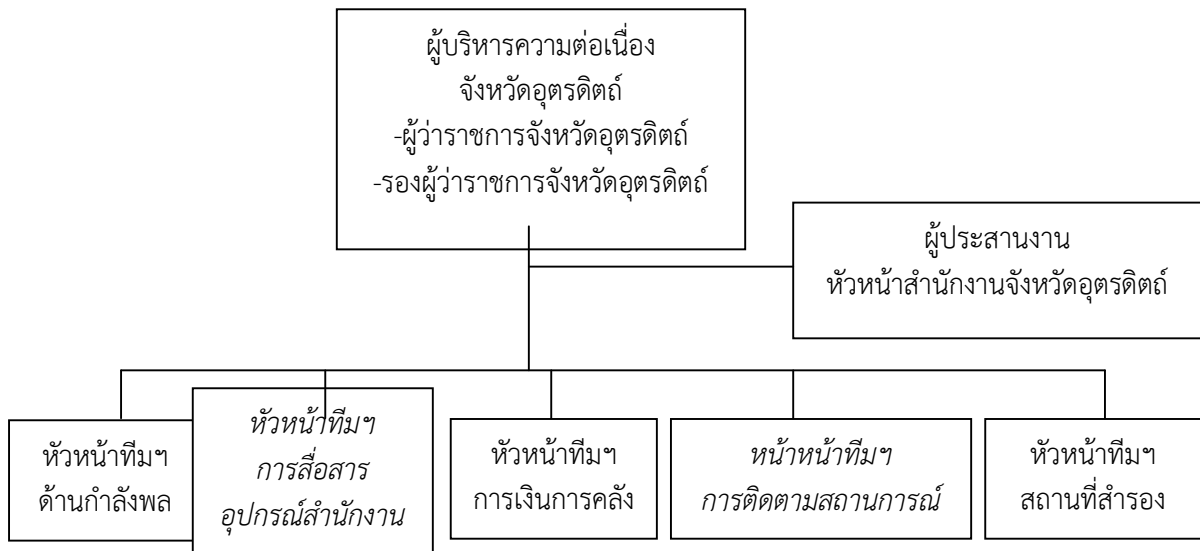 ผู้บริหารความต่อเนื่อง
จังหวัดอุตรดิตถ์
-ผู้ว่าราชการจังหวัดอุตรดิตถ์
-รองผู้ว่าราชการจังหวัดอุตรดิตถ์
ผู้ประสานงาน
หัวหน้าสำนักงานจังหวัดอุตรดิตถ์
หัวหน้าทีมฯ
ด้านกำลังพล
หัวหน้าทีมฯ
การสื่อสาร
อุปกรณ์สำนักงาน
หัวหน้าทีมฯ
การเงินการคลัง
หน้าหน้าทีมฯ
การติดตามสถานการณ์
หัวหน้าทีมฯ
สถานที่สำรอง